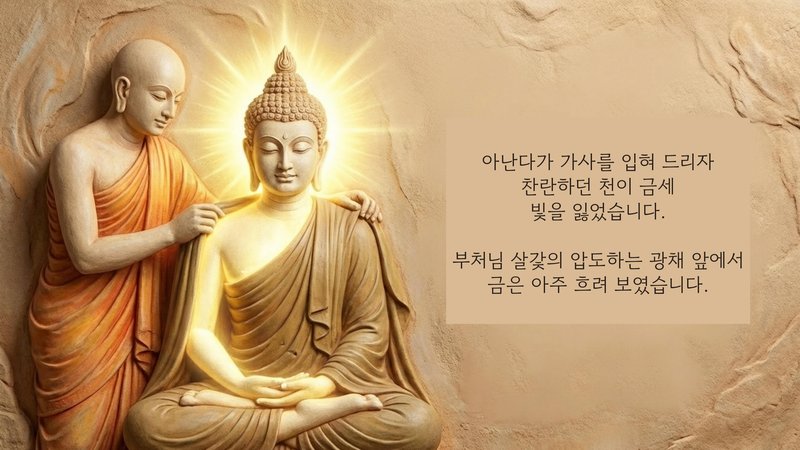 아난다가 가사를 입혀 드리자
찬란하던 천이 금세
빛을 잃었습니다.
부처님 살갗의 압도하는 광채 앞에서
금은 아주 흐려 보였습니다.